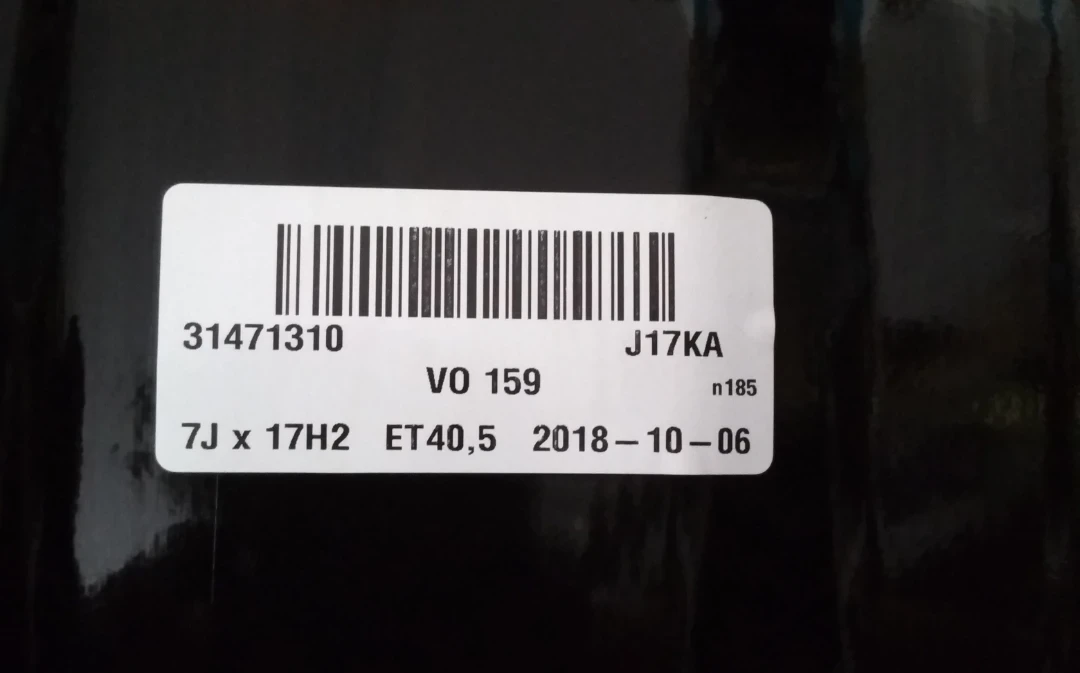 31471310 J17KA
VO 159 n185
7J x 17H2 ET40,5 2018-10-06